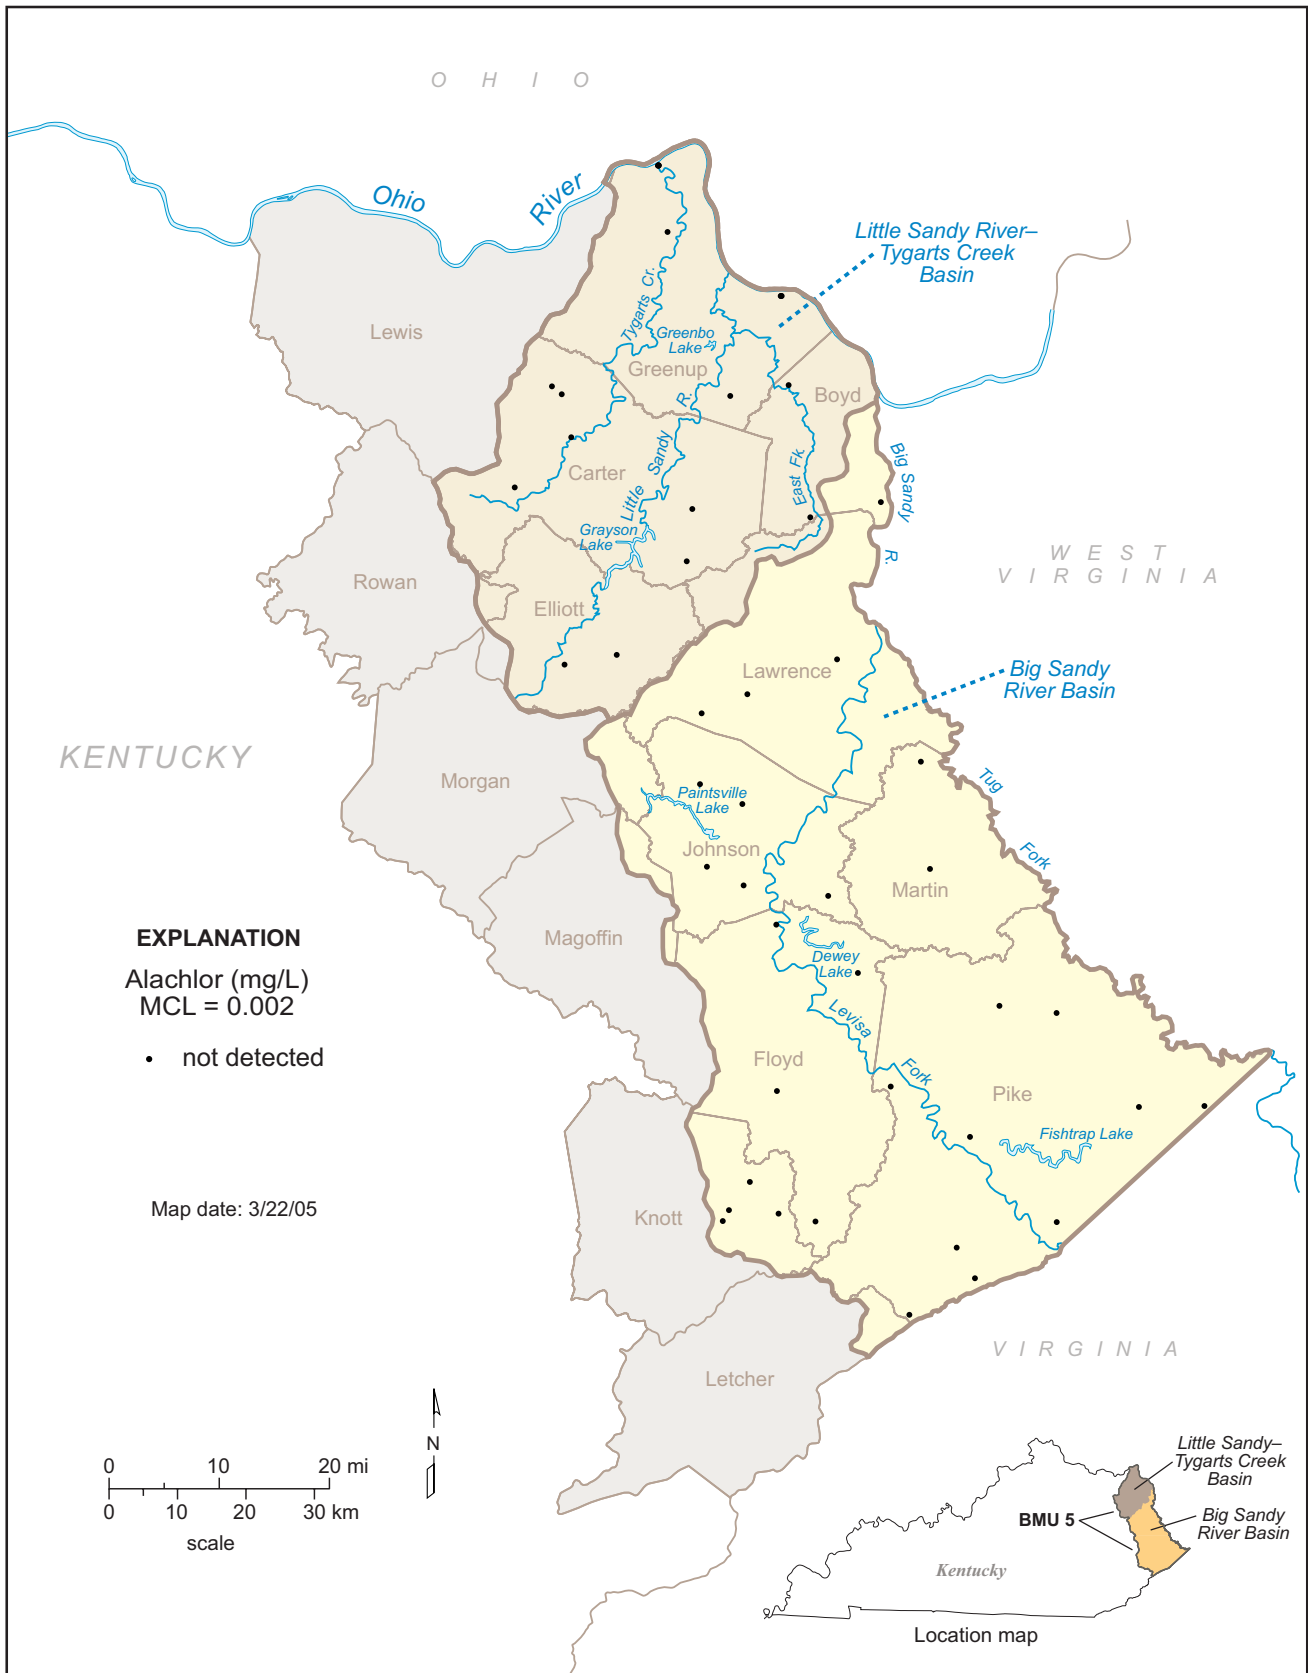 OHIO
Ohio
River
Little Sandy River–
Tygarts Creek
Basin
Lewis
Tygarts Cr.
Greenbo
Lake
Greenup
Boyd
R.
Sandy
Little
Carter
East Fk.
Big Sandy
R.
Grayson
Lake
WEST
VIRGINIA
Rowan
Elliott
Lawrence
Big Sandy
River Basin
KENTUCKY
Morgan
Tug
Fork
Paintsville
Lake
Johnson
Martin
Magoffin
Dewey
Lake
Levisa
Fork
Floyd
Pike
Fishtrap Lake
EXPLANATION
Alachlor (mg/L)
MCL = 0.002
not detected
Map date: 3/22/05
Knott
VIRGINIA
Letcher
N
0 10 20 mi
0 10 20 30 km
scale
Little Sandy–
Tygarts Creek
Basin
BMU 5
Big Sandy
River Basin
Kentucky
Location map